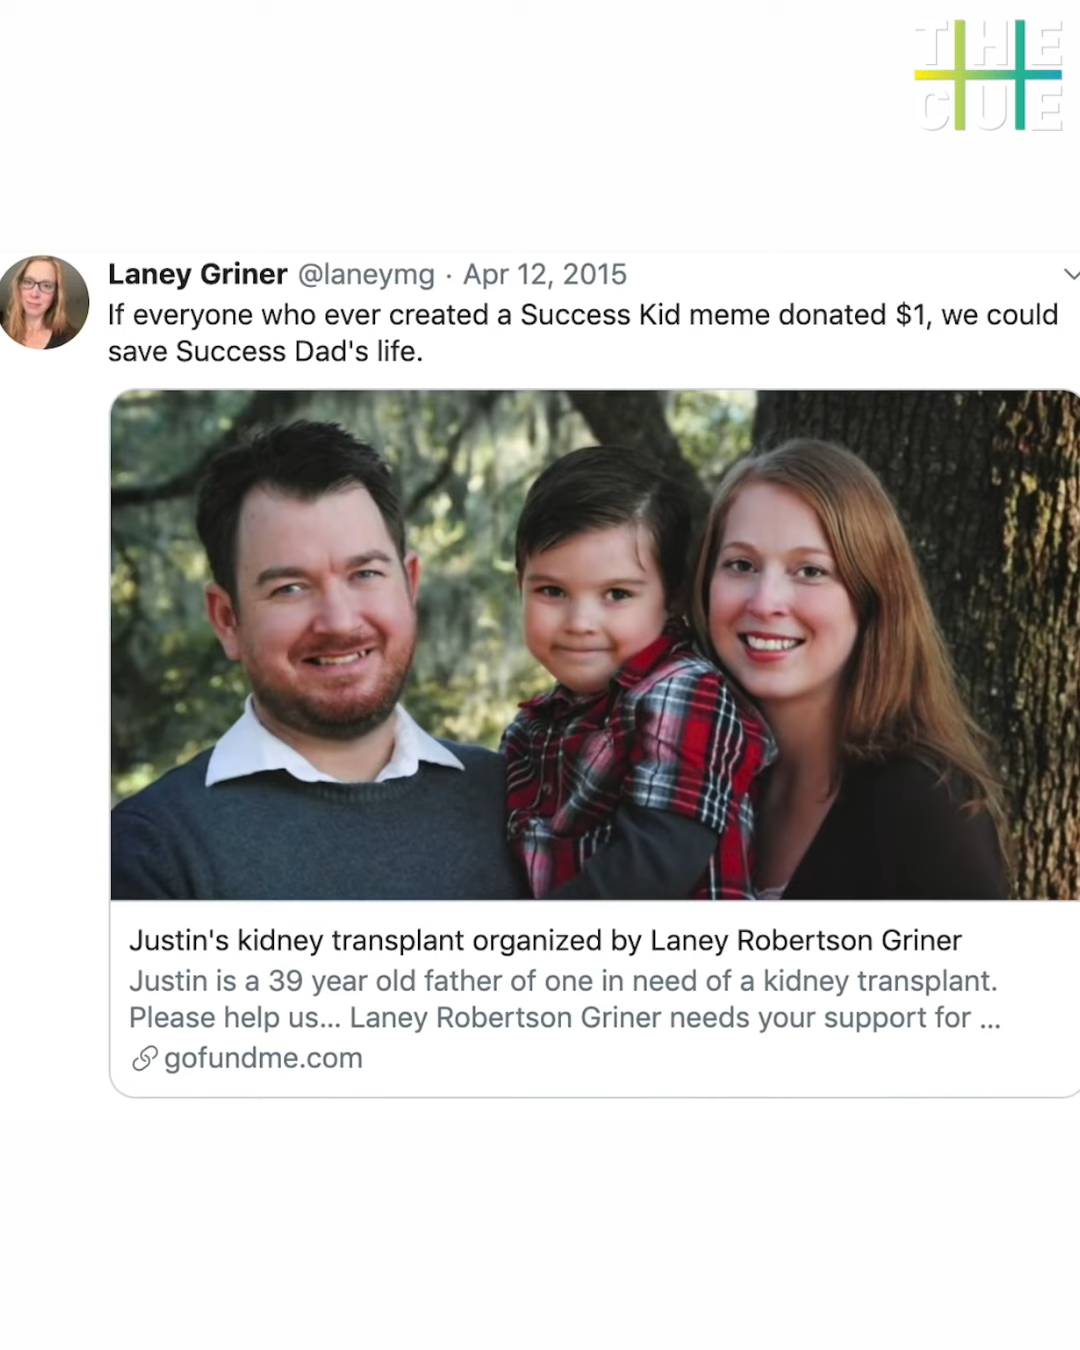 THE
CUE
Laney Griner @laneymg · Apr 12, 2015
If everyone who ever created a Success Kid meme donated $1, we could
save Success Dad's life.
Justin's kidney transplant organized by Laney Robertson Griner
Justin is a 39 year old father of one in need of a kidney transplant.
Please help us... Laney Robertson Griner needs your support for ...
gofundme.com